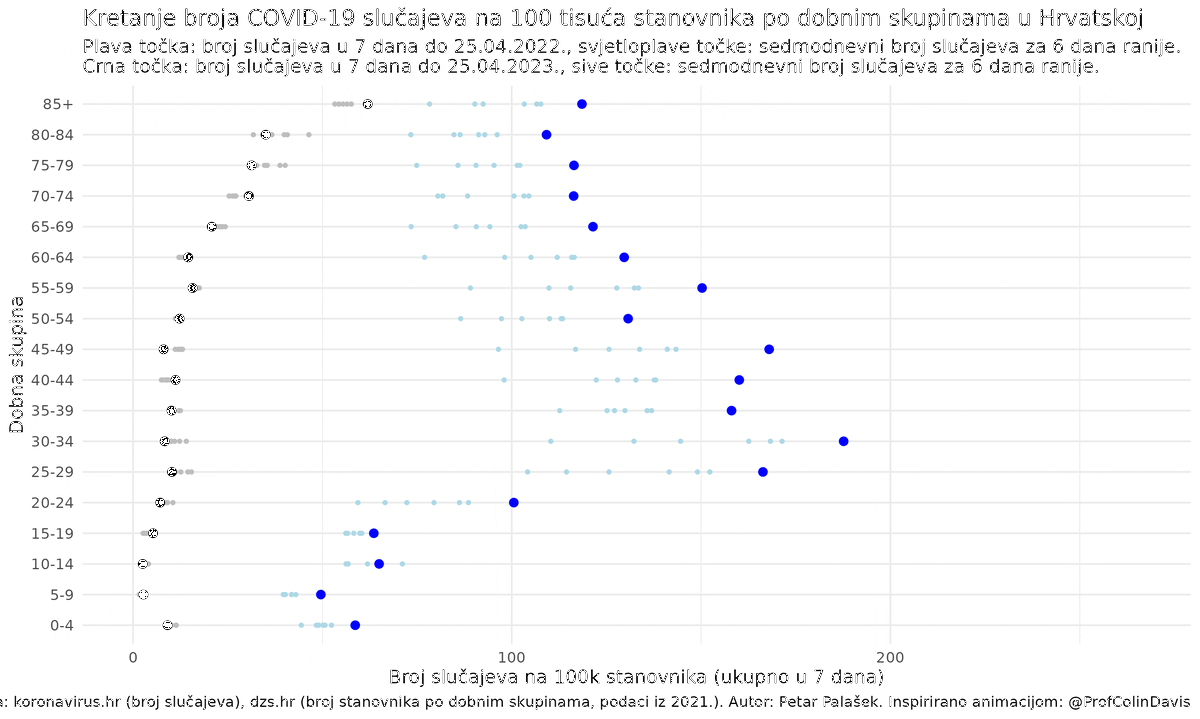 Kretanje broja COVID-19 slučajeva na 100 tisuća stanovnika po dobnim skupinama u Hrvatskoj
Plava točka: broj slučajeva u 7 dana do 25.04.2022., svjetloplave točke: sedmodnevni broj slučajeva za 6 dana ranije.
Crna točka: broj slučajeva u 7 dana do 25.04.2023., sive točke: sedmodnevni broj slučajeva za 6 dana ranije.
Dobna skupina
85+
80-84
75-79
70-74
65-69
60-64
55-59
50-54
45-49
40-44
35-39
30-34
25-29
20-24
15-19
10-14
5-9
0-4
0 100 200
Broj slučajeva na 100k stanovnika (ukupno u 7 dana)
koronavirus.hr (broj slučajeva), dzs.hr (broj stanovnika po dobnim skupinama, podaci iz 2021.). Autor: Petar Palašek. Inspirirano animacijom: @ProfColinDavis